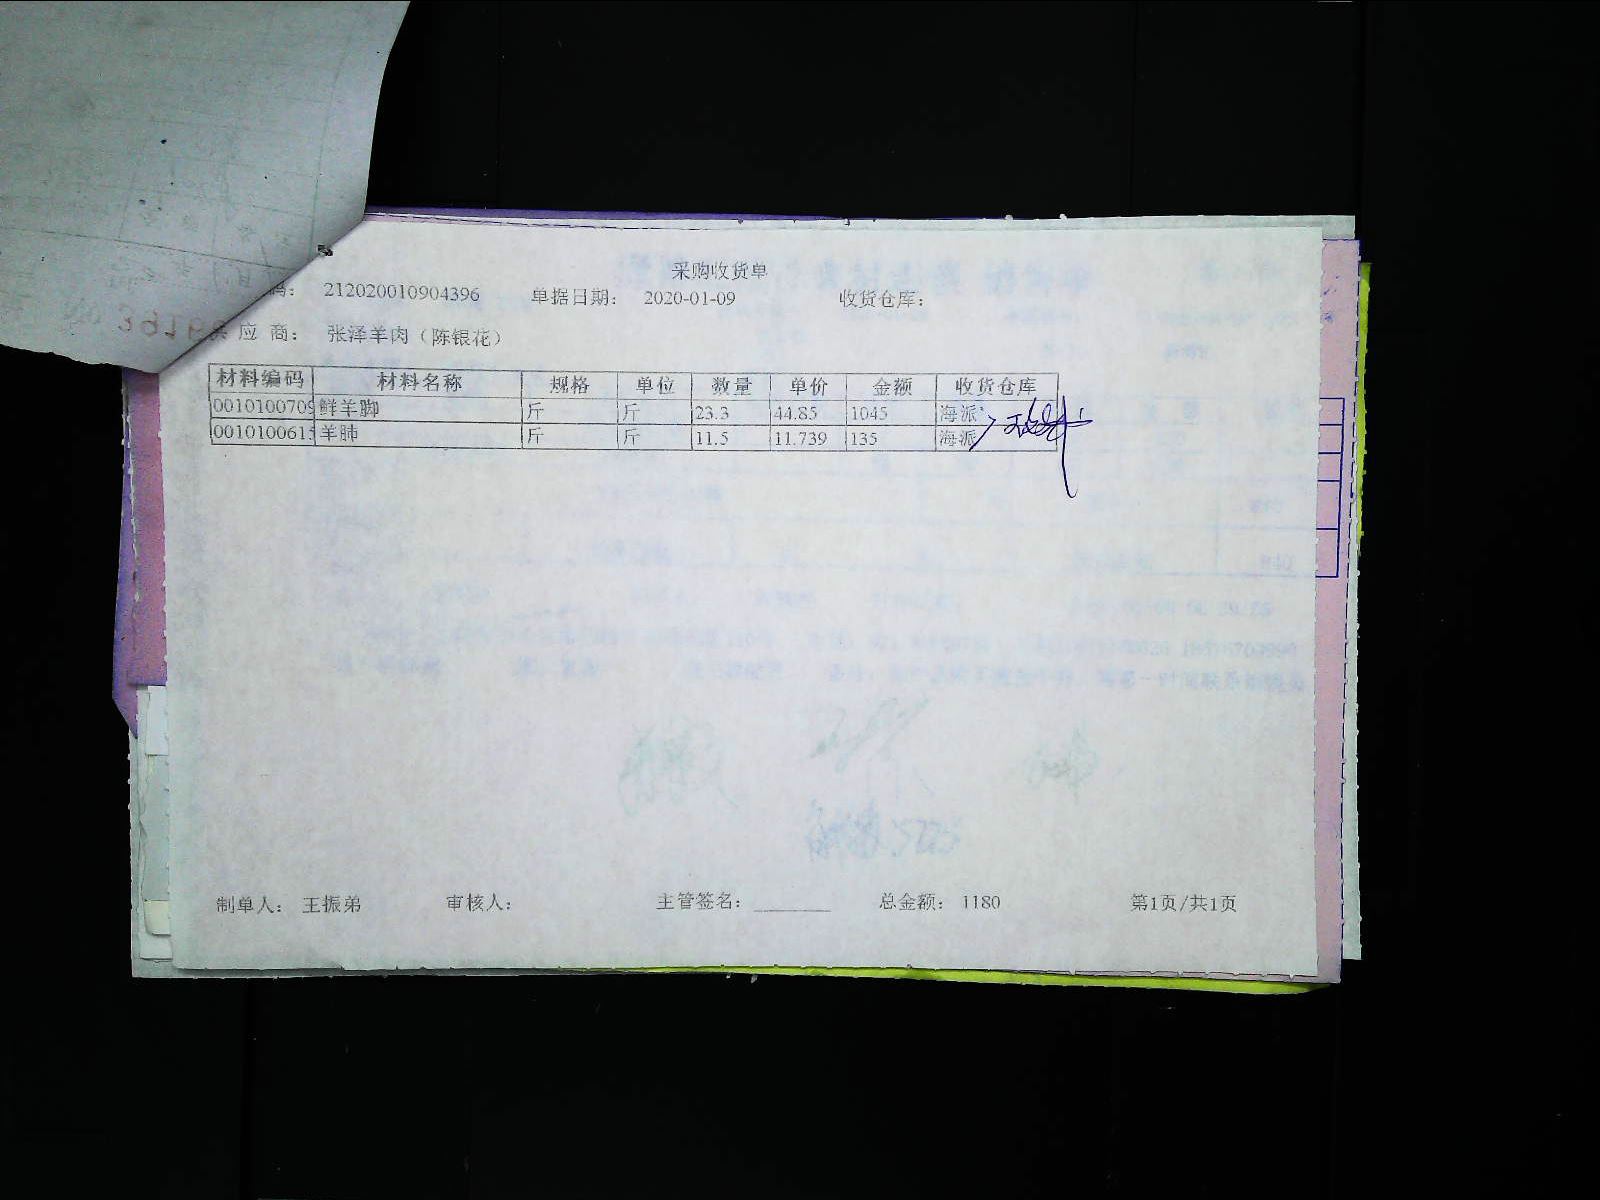 采购收货单
码： 212020010904396 单据日期： 2020-01-09 收货仓库：
应 商： 张泽羊肉（陈银花）
材料编码 材料名称 规格 单位 数量 单价 金额 收货仓库
0010100709 鲜羊脚 斤 斤 23.3 44.85 1045 海派
0010100615 羊肺 斤 斤 11.5 11.739 135 海派
制单人： 王振弟 审核人： 主管签名： 总金额： 1180 第1页/共1页